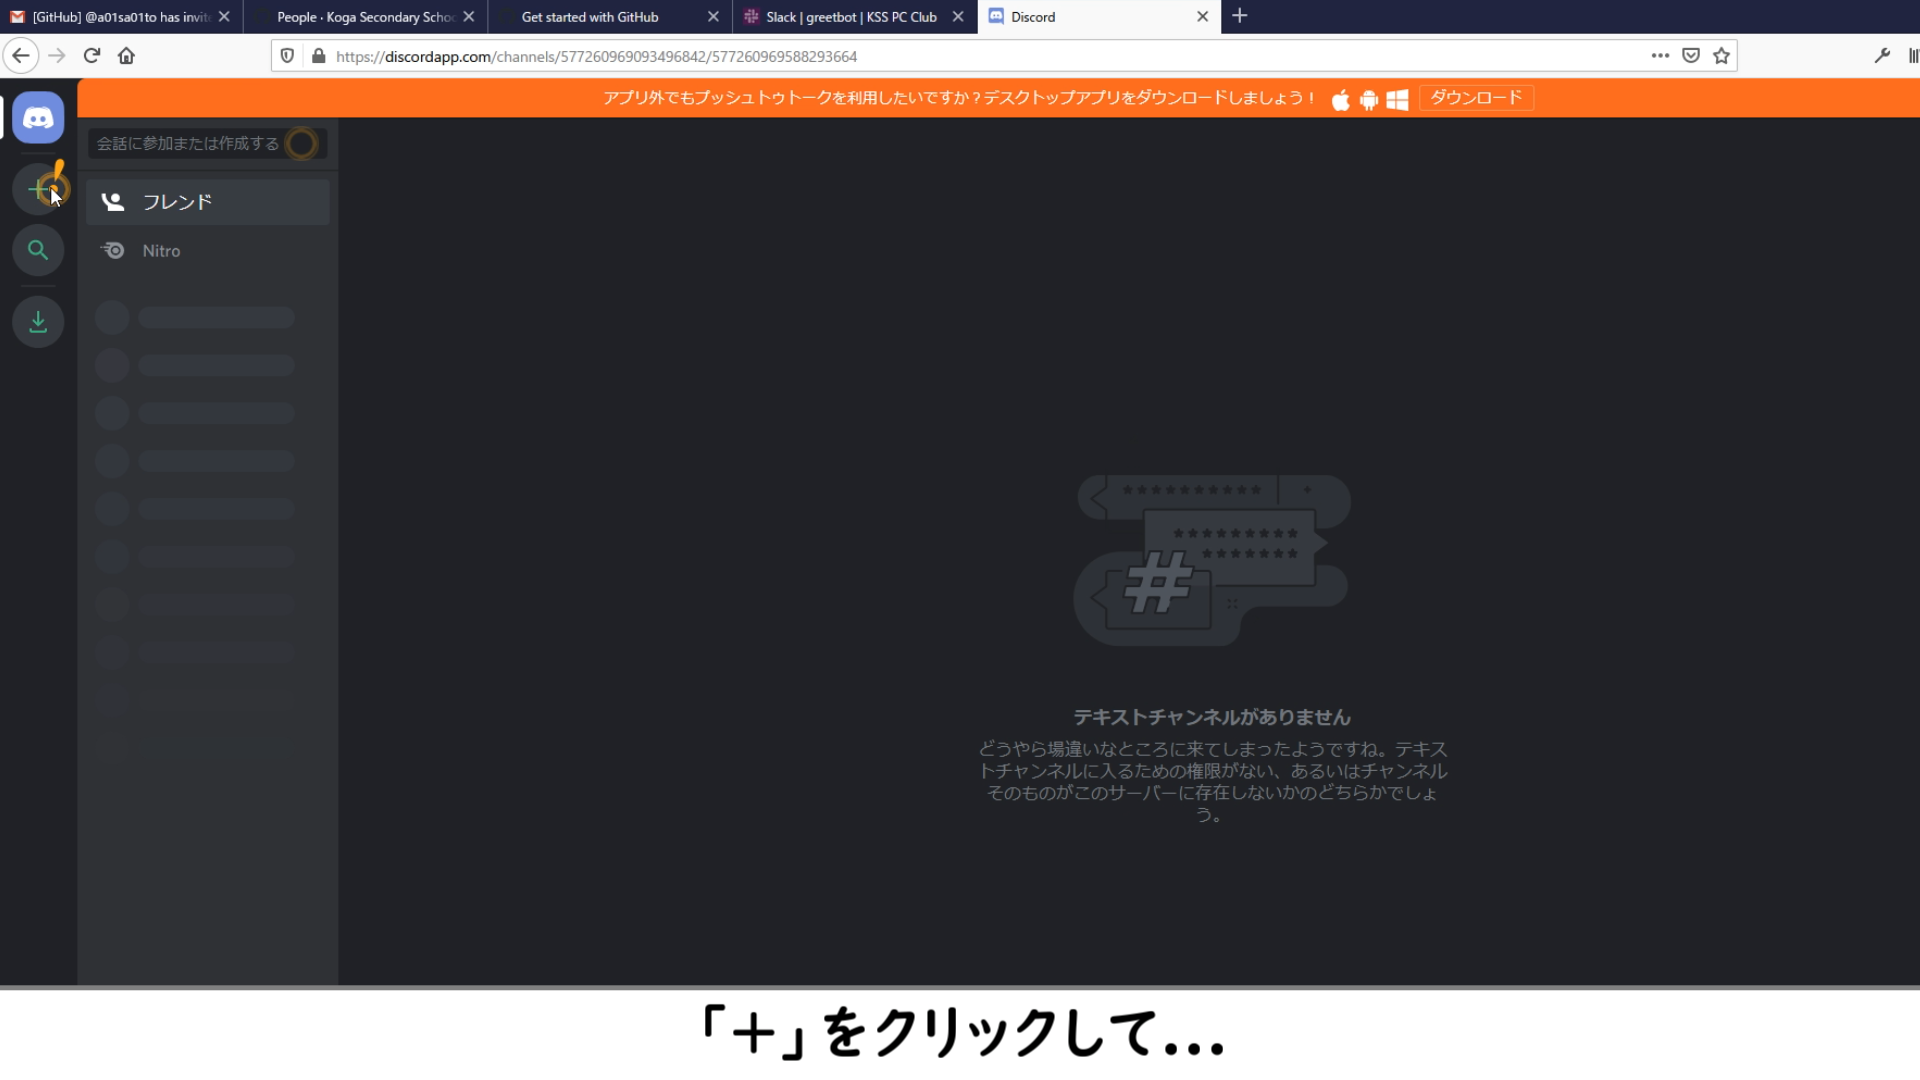 [GitHub] @a01sa01to has invit
People · Koga Secondary Schoo
Get started with GitHub
Slack | greetbot | KSS PC Club
Discord
https://discordapp.com/channels/577260969093496842/577260969588293664
アプリ外でもプッシュトゥトークを利用したいですか？デスクトップアプリをダウンロードしましょう！
ダウンロード
会話に参加または作成する
フレンド
Nitro
テキストチャンネルがありません
どうやら場違いなところに来てしまったようですね。テキス
トチャンネルに入るための権限がない、あるいはチャンネル
そのものがこのサーバーに存在しないかのどちらかでしょ
う。
「＋」をクリックして...